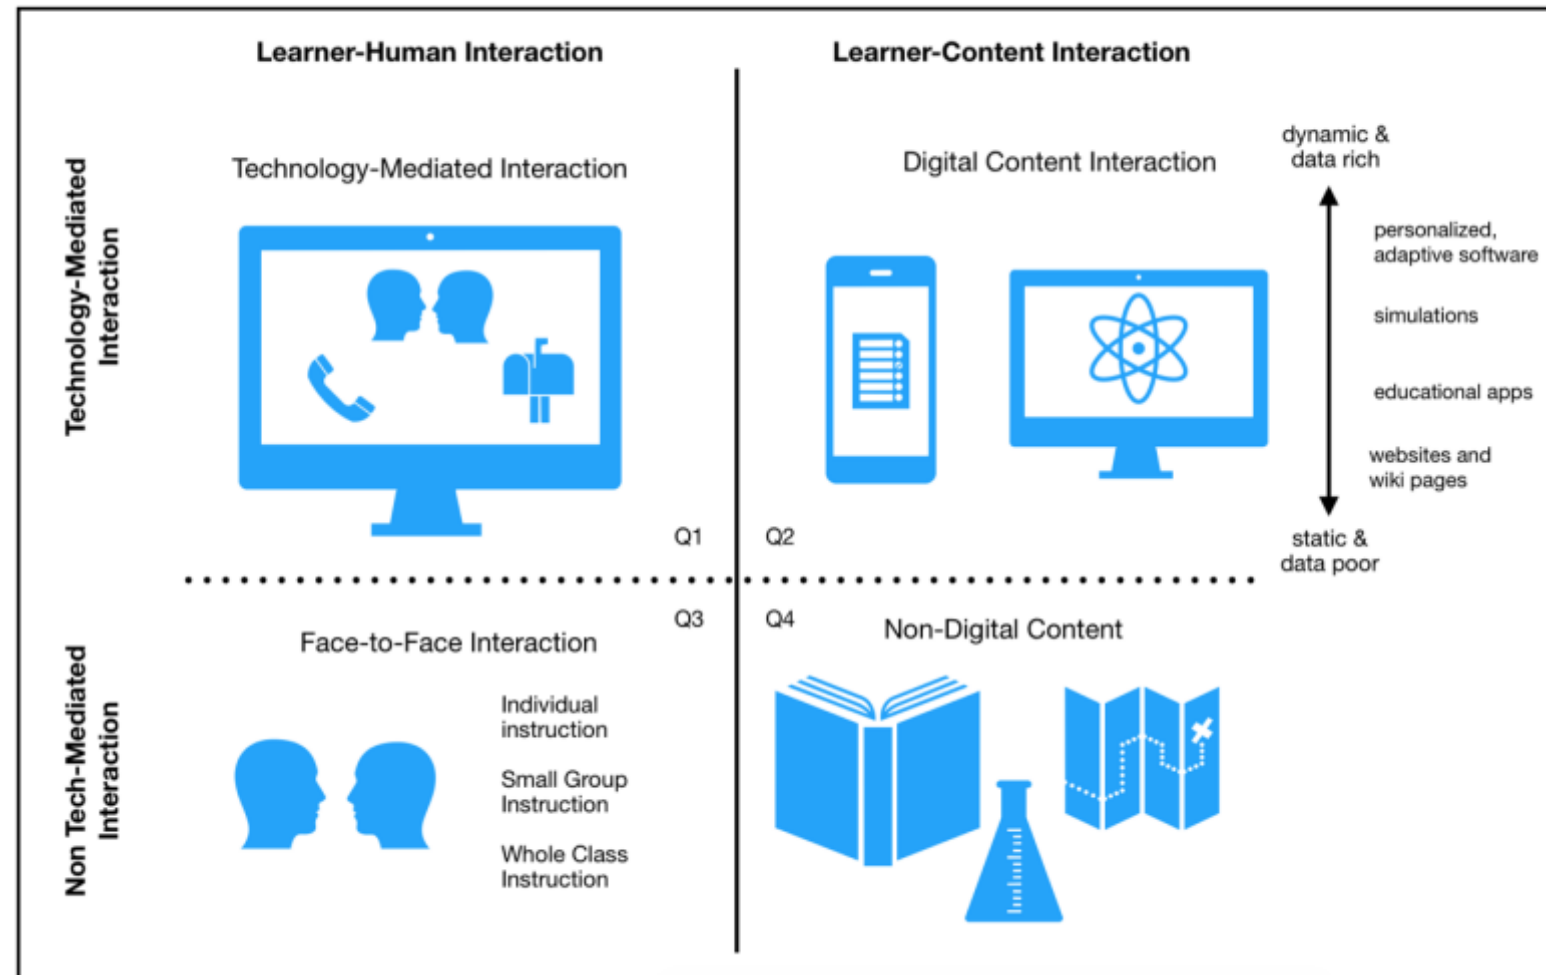 Learner-Human Interaction
Learner-Content Interaction
Technology-Mediated
Interaction
Technology-Mediated Interaction
Q1
Digital Content Interaction
Q2
dynamic &
data rich
personalized,
adaptive software
simulations
educational apps
websites and
wiki pages
static &
data poor
Non Tech-Mediated
Interaction
Q3
Face-to-Face Interaction
Individual
instruction
Small Group
Instruction
Whole Class
Instruction
Q4
Non-Digital Content